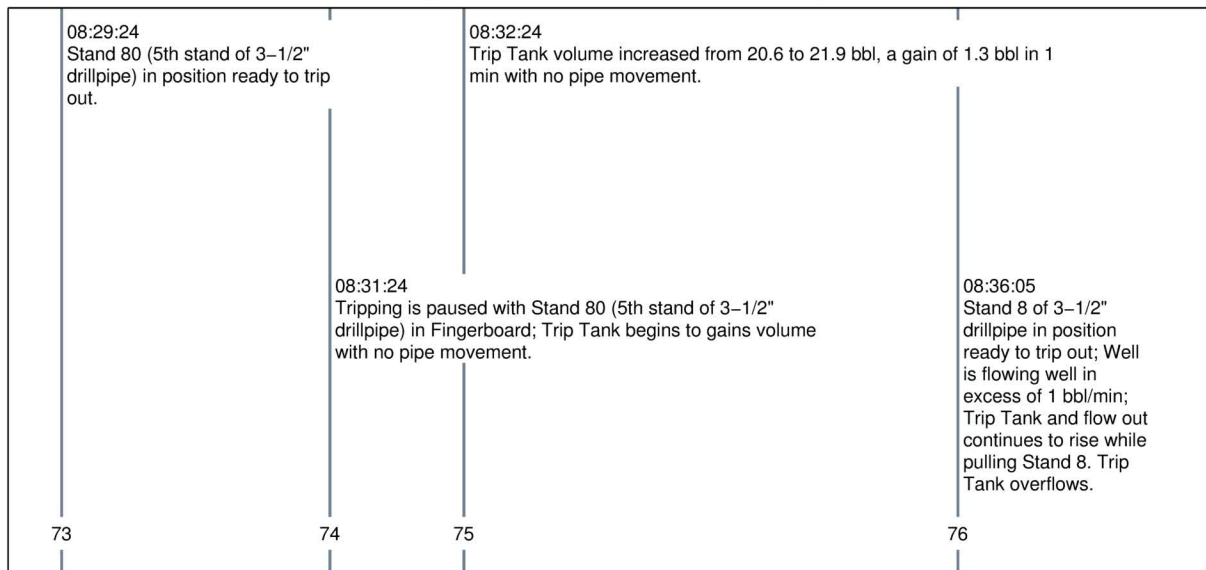 08:29:24
Stand 80 (5th stand of 3−1/2"
drillpipe) in position ready to trip
out.
08:32:24
Trip Tank volume increased from 20.6 to 21.9 bbl, a gain of 1.3 bbl in 1
min with no pipe movement.
08:31:24
Tripping is paused with Stand 80 (5th stand of 3−1/2"
drillpipe) in Fingerboard; Trip Tank begins to gains volume
with no pipe movement.
08:36:05
Stand 8 of 3−1/2"
drillpipe in position
ready to trip out; Well
is flowing well in
excess of 1 bbl/min;
Trip Tank and flow out
continues to rise while
pulling Stand 8. Trip
Tank overflows.
73 74 75 76